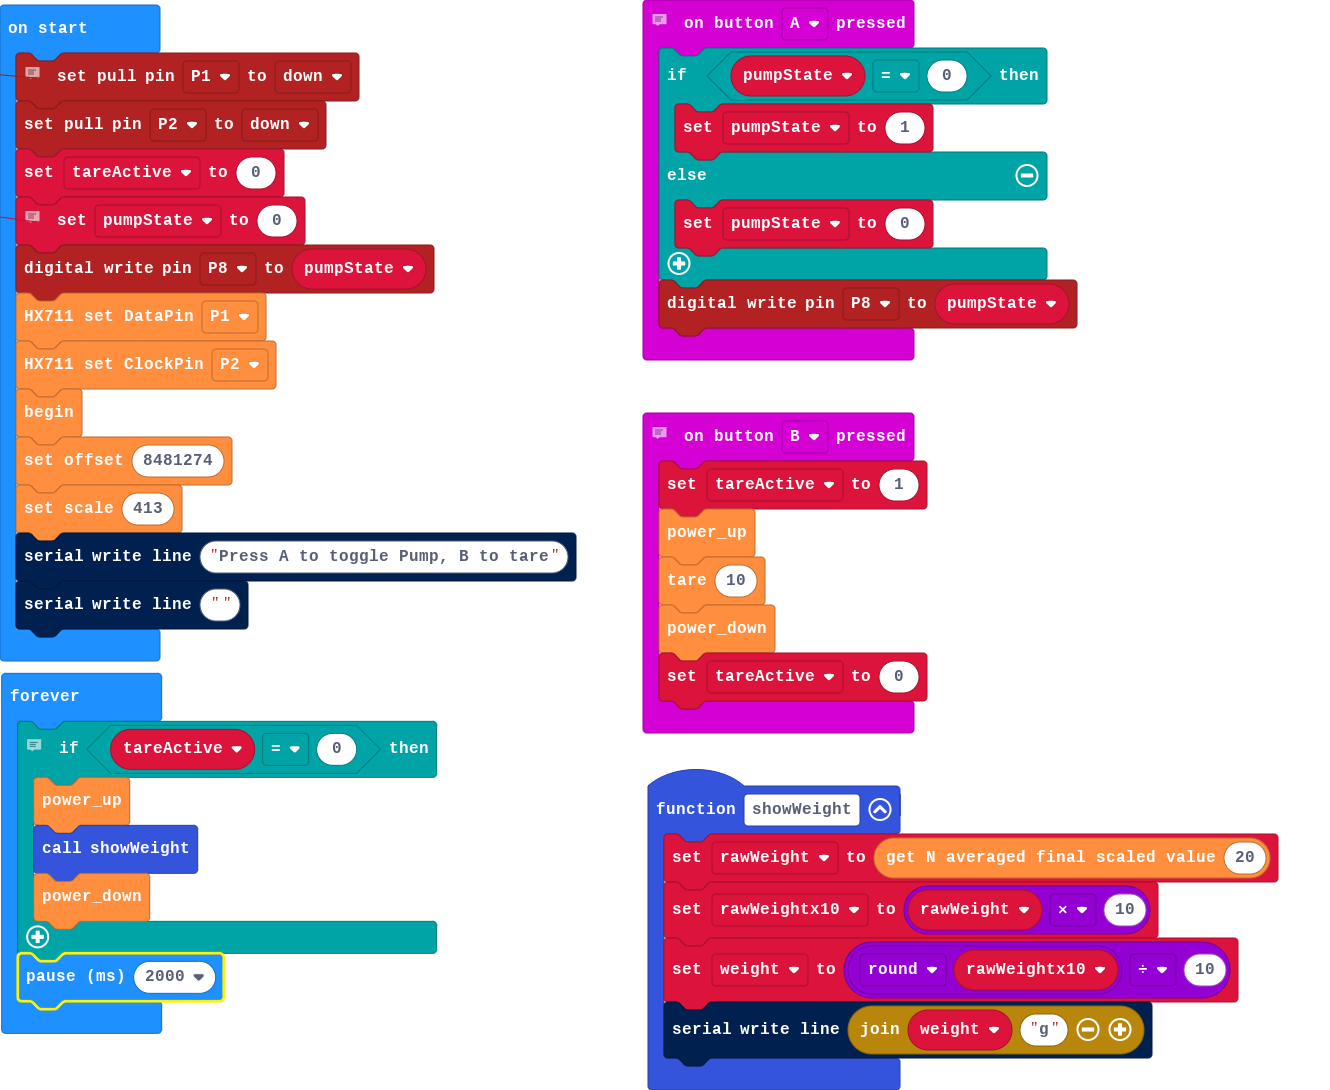 on start
set pull pin P1 to down
set pull pin P2 to down
set tareActive to 0
set pumpState to 0
digital write pin P8 to pumpState
HX711 set DataPin P1
HX711 set ClockPin P2
begin
set offset 8481274
set scale 413
serial write line "Press A to toggle Pump, B to tare"
serial write line ""
forever
if tareActive = 0 then
power_up
call showWeight
power_down
pause (ms) 2000
on button A pressed
if pumpState = 0 then
set pumpState to 1
else
set pumpState to 0
digital write pin P8 to pumpState
on button B pressed
set tareActive to 1
power_up
tare 10
power_down
set tareActive to 0
function showWeight
set rawWeight to get N averaged final scaled value 20
set rawWeightx10 to rawWeight × 10
set weight to round rawWeightx10 ÷ 10
serial write line join weight "g"